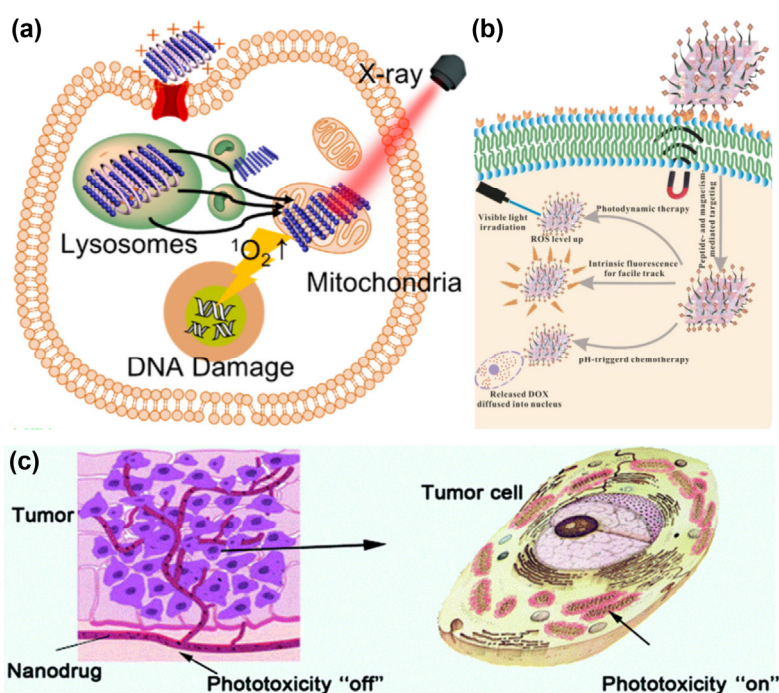 (a)
X-ray
Lysosomes
¹O₂↑
Mitochondria
DNA Damage
(b)
Visible light
irradiation
Photodynamic therapy
ROS level up
Peptide- and magnetism-
mediated targeting
Intrinsic fluorescence
for facile track
pH-triggerd chemotherapy
Released DOX
diffused into nucleus
(c)
Tumor
Tumor cell
Nanodrug
Phototoxicity “off”
Phototoxicity “on”